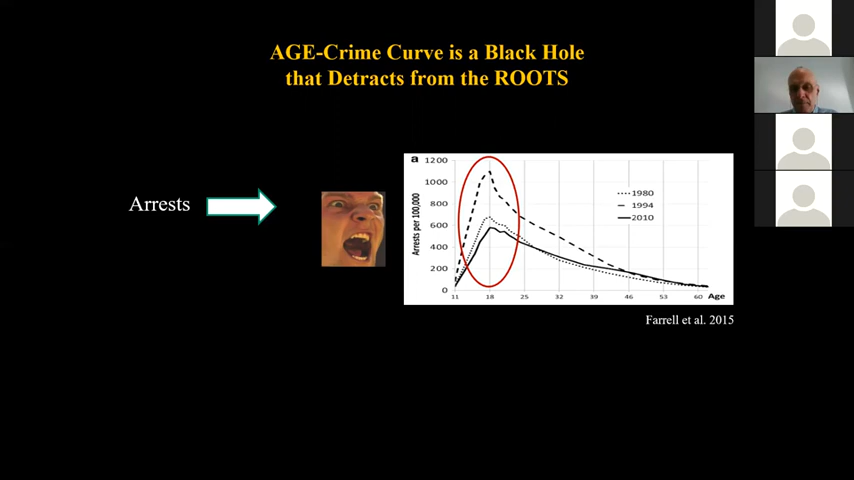 AGE-Crime Curve is a Black Hole
that Detracts from the ROOTS
Arrests
a
Arrests per 100,000
1200
1000
800
600
400
200
0
1980
1994
2010
11 18 25 32 39 46 53 60 Age
Farrell et al. 2015